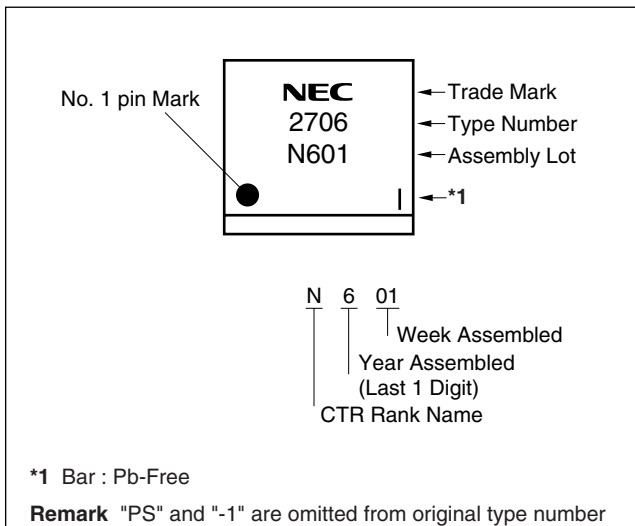 No. 1 pin Mark
NEC
2706
N601
Trade Mark
Type Number
Assembly Lot
*1
N 6 01
Week Assembled
Year Assembled
(Last 1 Digit)
CTR Rank Name
*1 Bar : Pb-Free
Remark "PS" and "-1" are omitted from original type number